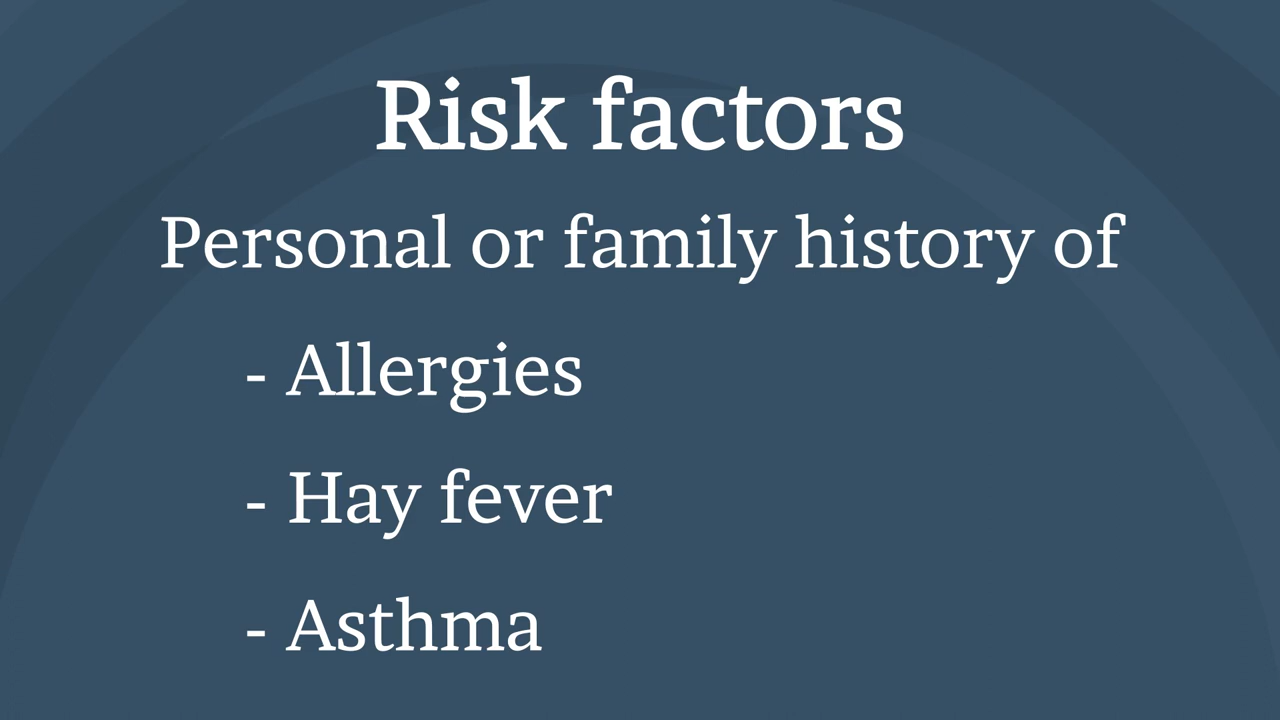 Risk factors
Personal or family history of
- Allergies
- Hay fever
- Asthma